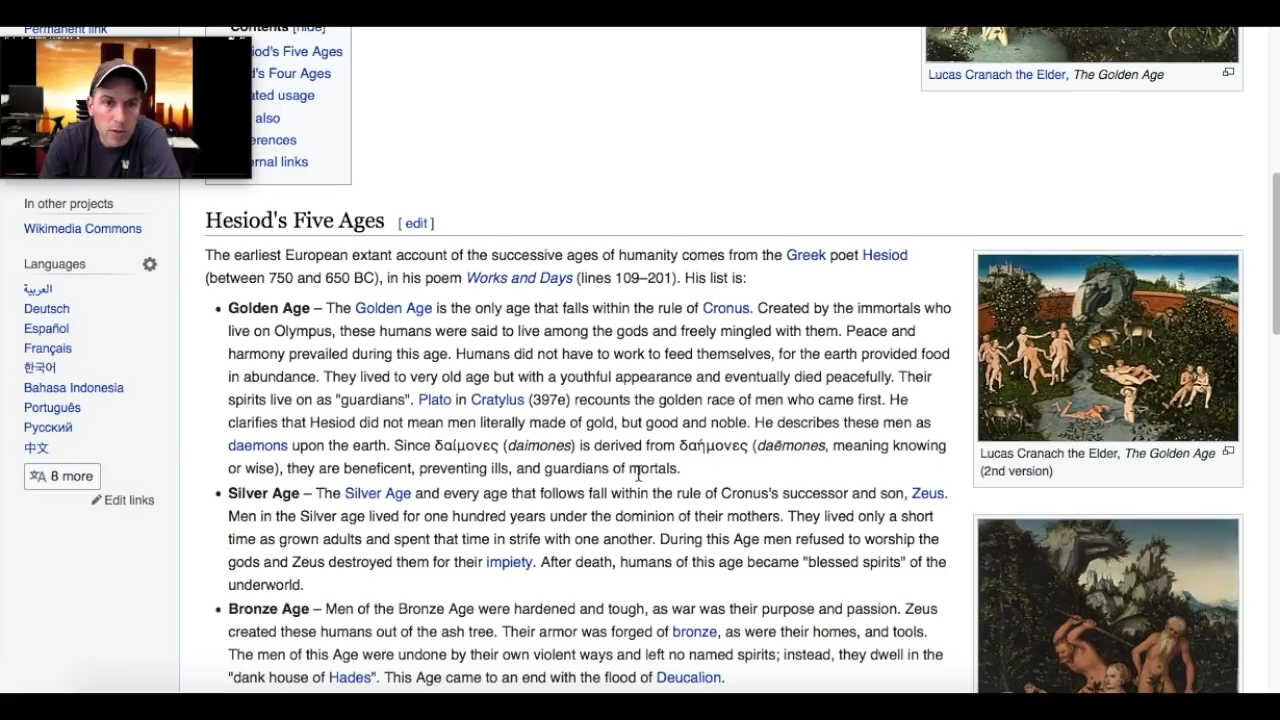 Permanent link
Contents [hide]
iod's Five Ages
d's Four Ages
ated usage
also
erences
rnal links
Lucas Cranach the Elder, The Golden Age
In other projects
Wikimedia Commons
Languages
العربية
Deutsch
Español
Français
한국어
Bahasa Indonesia
Português
Русский
中文
8 more
Edit links
Hesiod's Five Ages [ edit ]
The earliest European extant account of the successive ages of humanity comes from the Greek poet Hesiod
(between 750 and 650 BC), in his poem Works and Days (lines 109–201). His list is:
Golden Age – The Golden Age is the only age that falls within the rule of Cronus. Created by the immortals who
live on Olympus, these humans were said to live among the gods and freely mingled with them. Peace and
harmony prevailed during this age. Humans did not have to work to feed themselves, for the earth provided food
in abundance. They lived to very old age but with a youthful appearance and eventually died peacefully. Their
spirits live on as "guardians". Plato in Cratylus (397e) recounts the golden race of men who came first. He
clarifies that Hesiod did not mean men literally made of gold, but good and noble. He describes these men as
daemons upon the earth. Since δαίμονες (daimones) is derived from δαήμονες (daēmones, meaning knowing
or wise), they are beneficent, preventing ills, and guardians of mortals.
Silver Age – The Silver Age and every age that follows fall within the rule of Cronus's successor and son, Zeus.
Men in the Silver age lived for one hundred years under the dominion of their mothers. They lived only a short
time as grown adults and spent that time in strife with one another. During this Age men refused to worship the
gods and Zeus destroyed them for their impiety. After death, humans of this age became "blessed spirits" of the
underworld.
Bronze Age – Men of the Bronze Age were hardened and tough, as war was their purpose and passion. Zeus
created these humans out of the ash tree. Their armor was forged of bronze, as were their homes, and tools.
The men of this Age were undone by their own violent ways and left no named spirits; instead, they dwell in the
"dank house of Hades". This Age came to an end with the flood of Deucalion.
Lucas Cranach the Elder, The Golden Age
(2nd version)